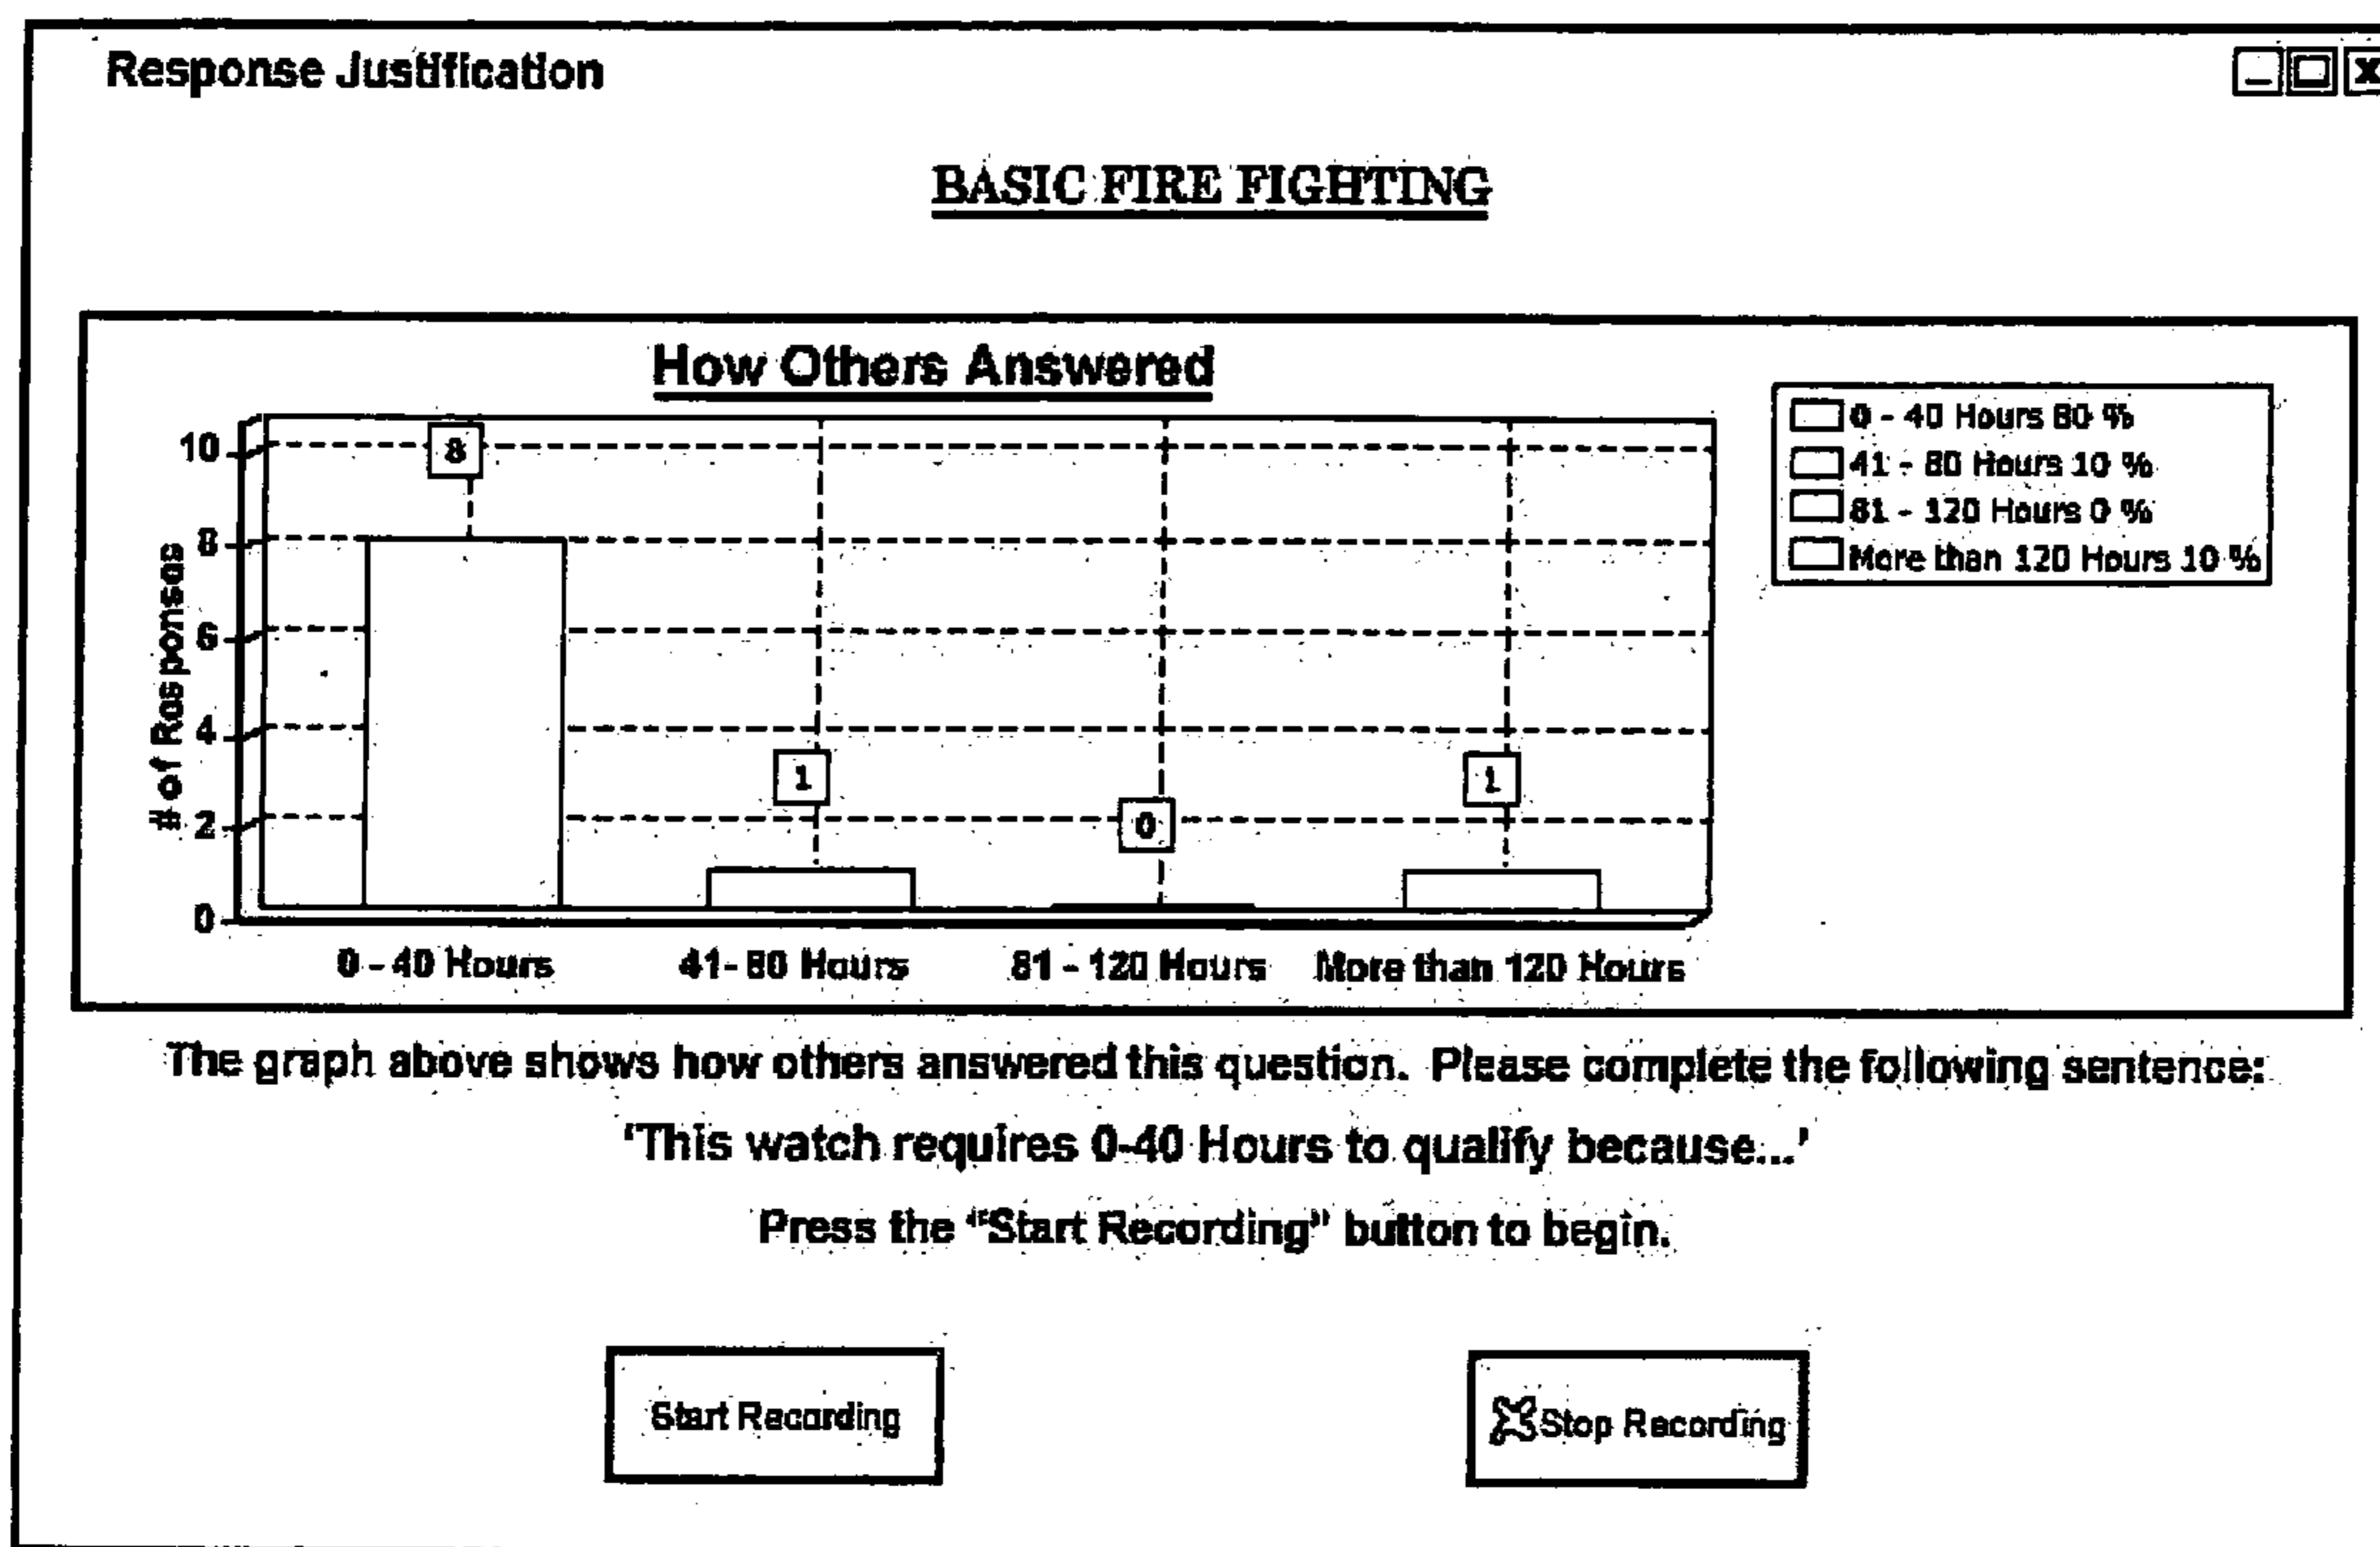 Response Justification
BASIC FIRE FIGHTING
How Others Answered
# of Responses
10
8
6
4
2
0
8
1
0
1
0 - 40 Hours
41- 80 Hours
81 - 120 Hours
More than 120 Hours
0 - 40 Hours 80 %
41 - 80 Hours 10 %
81 - 120 Hours 0 %
More than 120 Hours 10 %
The graph above shows how others answered this question. Please complete the following sentence:
'This watch requires 0-40 Hours to qualify because...'
Press the "Start Recording" button to begin.
Start Recording
Stop Recording